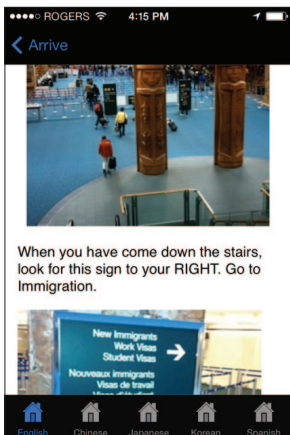 ROGERS 4:15 PM
Arrive
When you have come down the stairs,
look for this sign to your RIGHT. Go to
Immigration.
New Immigrants
Work Visas
Student Visas
Nouveaux immigrants
Visas de travail
Visas d'étudiant
English Chinese Japanese Korean Spanish